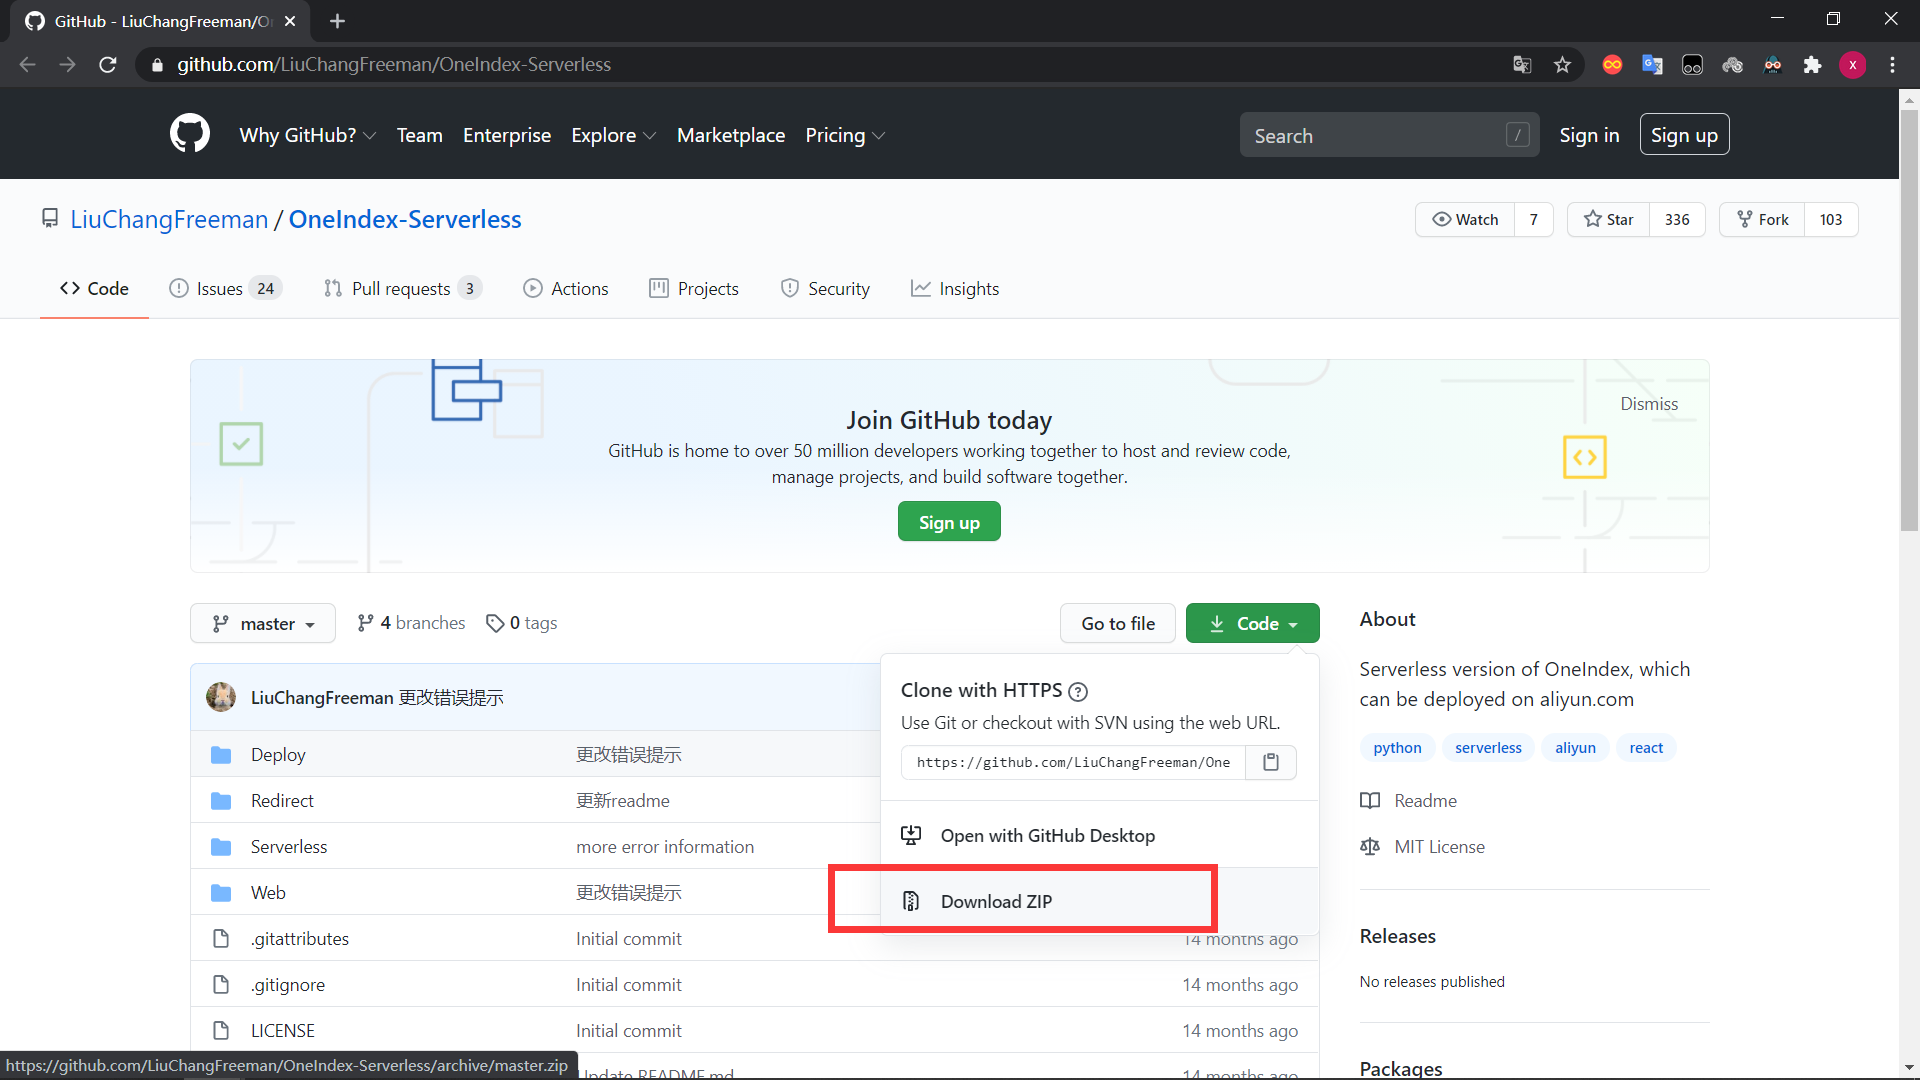 GitHub - LiuChangFreeman/O
github.com/LiuChangFreeman/OneIndex-Serverless
X
Why GitHub? Team Enterprise Explore Marketplace Pricing
Search /
Sign in
Sign up
LiuChangFreeman / OneIndex-Serverless
Watch 7
Star 336
Fork 103
Code
Issues 24
Pull requests 3
Actions
Projects
Security
Insights
Dismiss
Join GitHub today
GitHub is home to over 50 million developers working together to host and review code,
manage projects, and build software together.
Sign up
master
4 branches
0 tags
Go to file
Code
Clone with HTTPS ?
Use Git or checkout with SVN using the web URL.
https://github.com/LiuChangFreeman/One
Open with GitHub Desktop
Download ZIP
LiuChangFreeman 更改错误提示
Deploy 更改错误提示
Redirect 更新readme
Serverless more error information
Web 更改错误提示
.gitattributes Initial commit 14 months ago
.gitignore Initial commit 14 months ago
LICENSE Initial commit 14 months ago
Update README.md 14 months ago
About
Serverless version of OneIndex, which
can be deployed on aliyun.com
python serverless aliyun react
Readme
MIT License
Releases
No releases published
Packages
https://github.com/LiuChangFreeman/OneIndex-Serverless/archive/master.zip